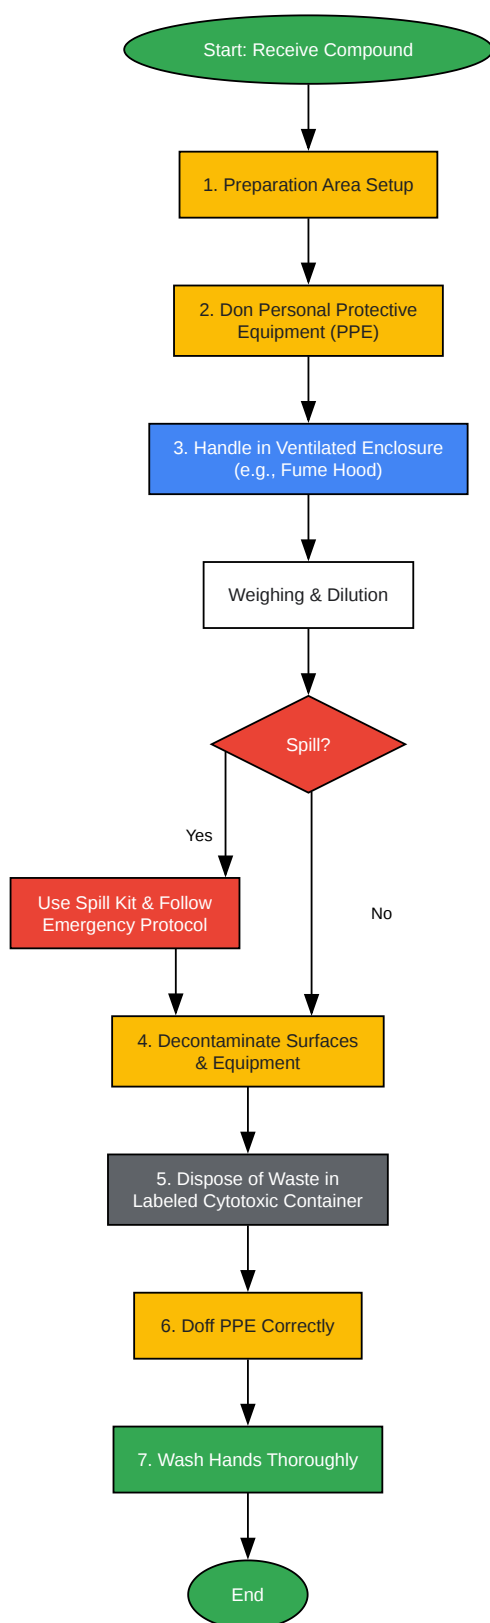 Start: Receive Compound
1. Preparation Area Setup
2. Don Personal Protective
Equipment (PPE)
3. Handle in Ventilated Enclosure
(e.g., Fume Hood)
Weighing & Dilution
Spill?
Yes
Use Spill Kit & Follow
Emergency Protocol
No
4. Decontaminate Surfaces
& Equipment
5. Dispose of Waste in
Labeled Cytotoxic Container
6. Doff PPE Correctly
7. Wash Hands Thoroughly
End